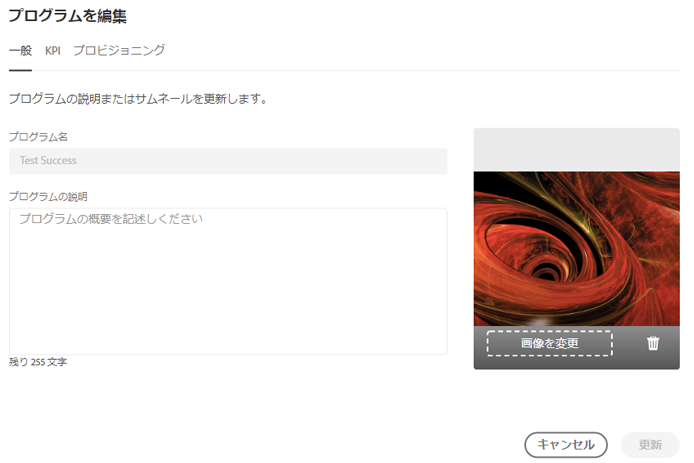 プログラムを編集
一般 KPI プロビジョニング
プログラムの説明またはサムネールを更新します。
プログラム名
Test Success
プログラムの説明
プログラムの概要を記述しください
残り 255 文字
画像を変更
キャンセル 更新